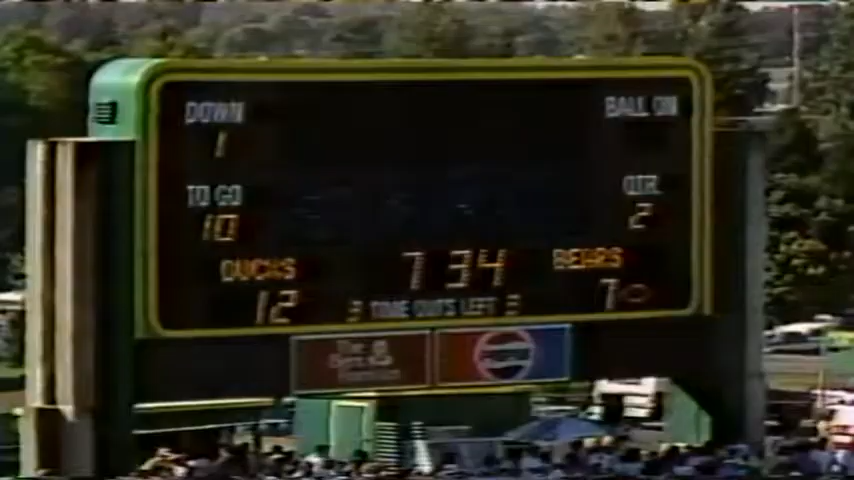 DOWN
BALL ON
1
TO GO
QTR
10
2
DUCKS
7 34
BEARS
12
3 TIME OUTS LEFT 3
7
The